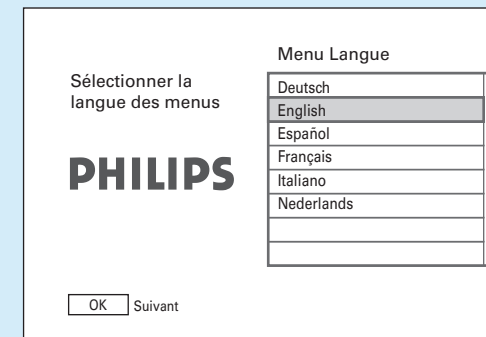 Menu Langue
Sélectionner la
langue des menus
PHILIPS
Deutsch
English
Español
Français
Italiano
Nederlands
OK Suivant